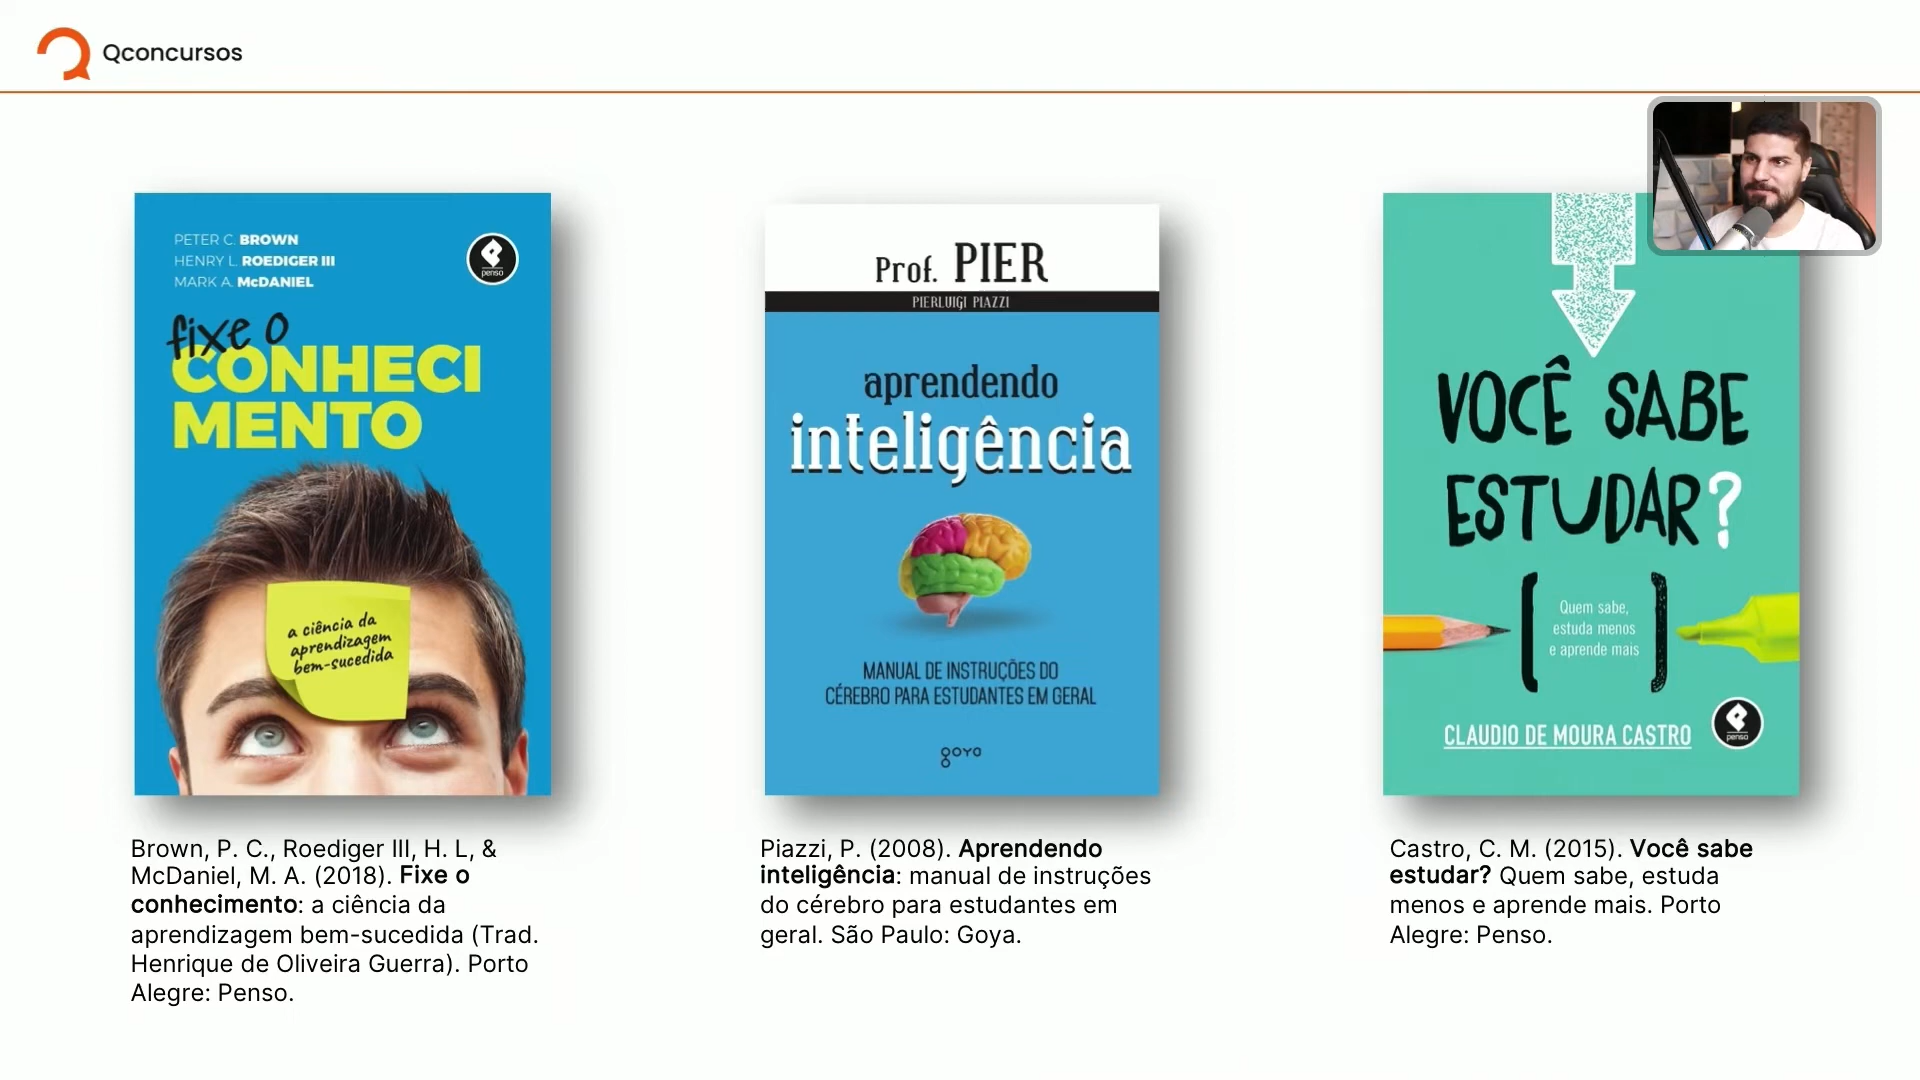 Qconcursos
PETER C. BROWN
HENRY L. ROEDIGER III
MARK A. McDANIEL
penso
fixe o
CONHECI
MENTO
a ciência da
aprendizagem
bem-sucedida
Brown, P. C., Roediger III, H. L, &
McDaniel, M. A. (2018). Fixe o
conhecimento: a ciência da
aprendizagem bem-sucedida (Trad.
Henrique de Oliveira Guerra). Porto
Alegre: Penso.
Prof. PIER
PIERLUIGI PIAZZI
aprendendo
inteligência
MANUAL DE INSTRUÇÕES DO
CÉREBRO PARA ESTUDANTES EM GERAL
goya
Piazzi, P. (2008). Aprendendo
inteligência: manual de instruções
do cérebro para estudantes em
geral. São Paulo: Goya.
VOCÊ SABE
ESTUDAR?
Quem sabe,
estuda menos
e aprende mais
CLAUDIO DE MOURA CASTRO
penso
Castro, C. M. (2015). Você sabe
estudar? Quem sabe, estuda
menos e aprende mais. Porto
Alegre: Penso.